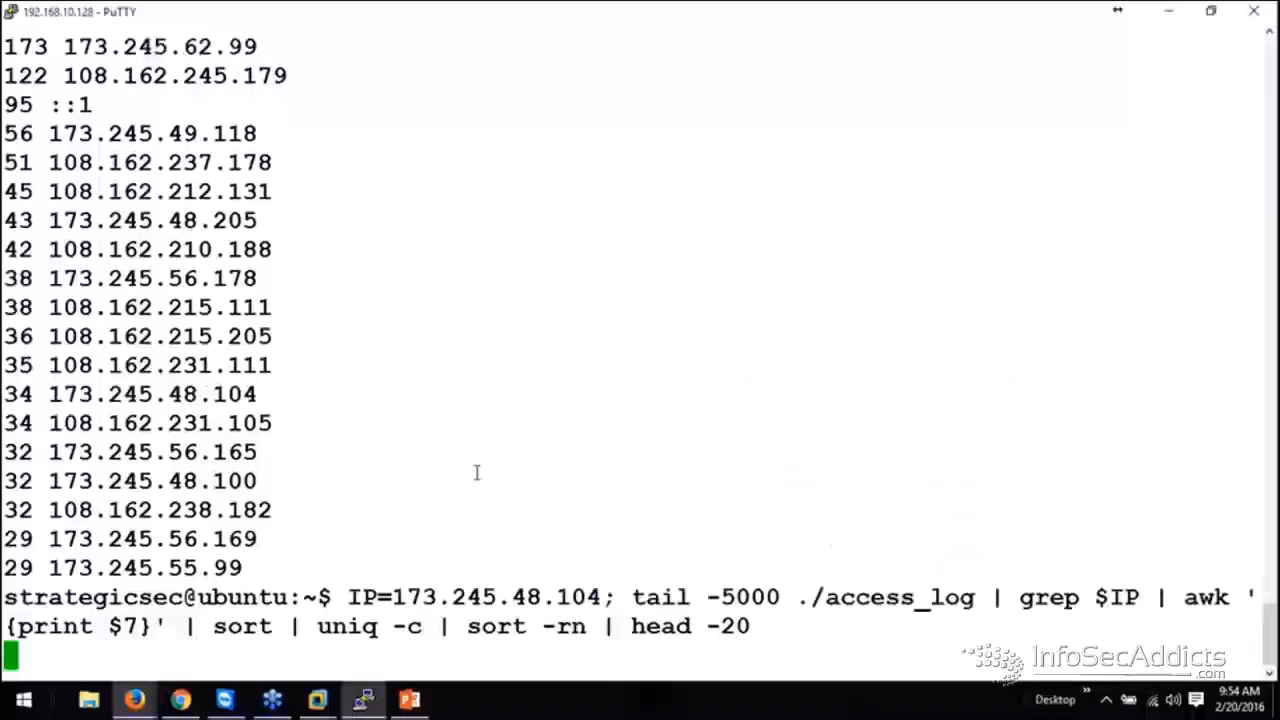 192.168.10.128 - PuTTY
173 173.245.62.99
122 108.162.245.179
95 ::1
56 173.245.49.118
51 108.162.237.178
45 108.162.212.131
43 173.245.48.205
42 108.162.210.188
38 173.245.56.178
38 108.162.215.111
36 108.162.215.205
35 108.162.231.111
34 173.245.48.104
34 108.162.231.105
32 173.245.56.165
32 173.245.48.100
32 108.162.238.182
29 173.245.56.169
29 173.245.55.99
strategicsec@ubuntu:~$ IP=173.245.48.104; tail -5000 ./access_log | grep $IP | awk '
{print $7}' | sort | uniq -c | sort -rn | head -20
InfoSecAddicts
.com
Desktop
9:54 AM
2/20/2016